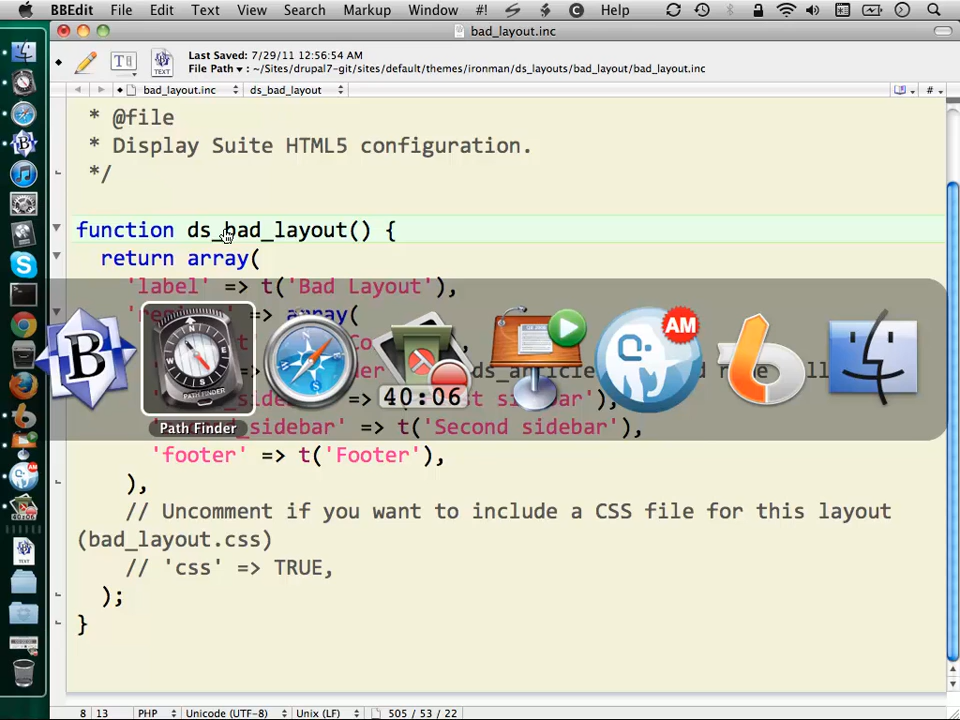 BBEdit File Edit Text View Search Markup Window #! Help
bad_layout.inc
Last Saved: 7/29/11 12:56:54 AM
File Path : ~/Sites/drupal7-git/sites/default/themes/ironman/ds_layouts/bad_layout/bad_layout.inc
bad_layout.inc ds_bad_layout #
* @file
* Display Suite HTML5 configuration.
*/
function ds_bad_layout() {
return array(
'label' => t('Bad Layout'),
=> array(
AM
40:06
Path Finder
=> t('Second sidebar'),
'footer' => t('Footer'),
),
// Uncomment if you want to include a CSS file for this layout
(bad_layout.css)
// 'css' => TRUE,
);
}
8 13 PHP Unicode (UTF-8) Unix (LF) 505 / 53 / 22